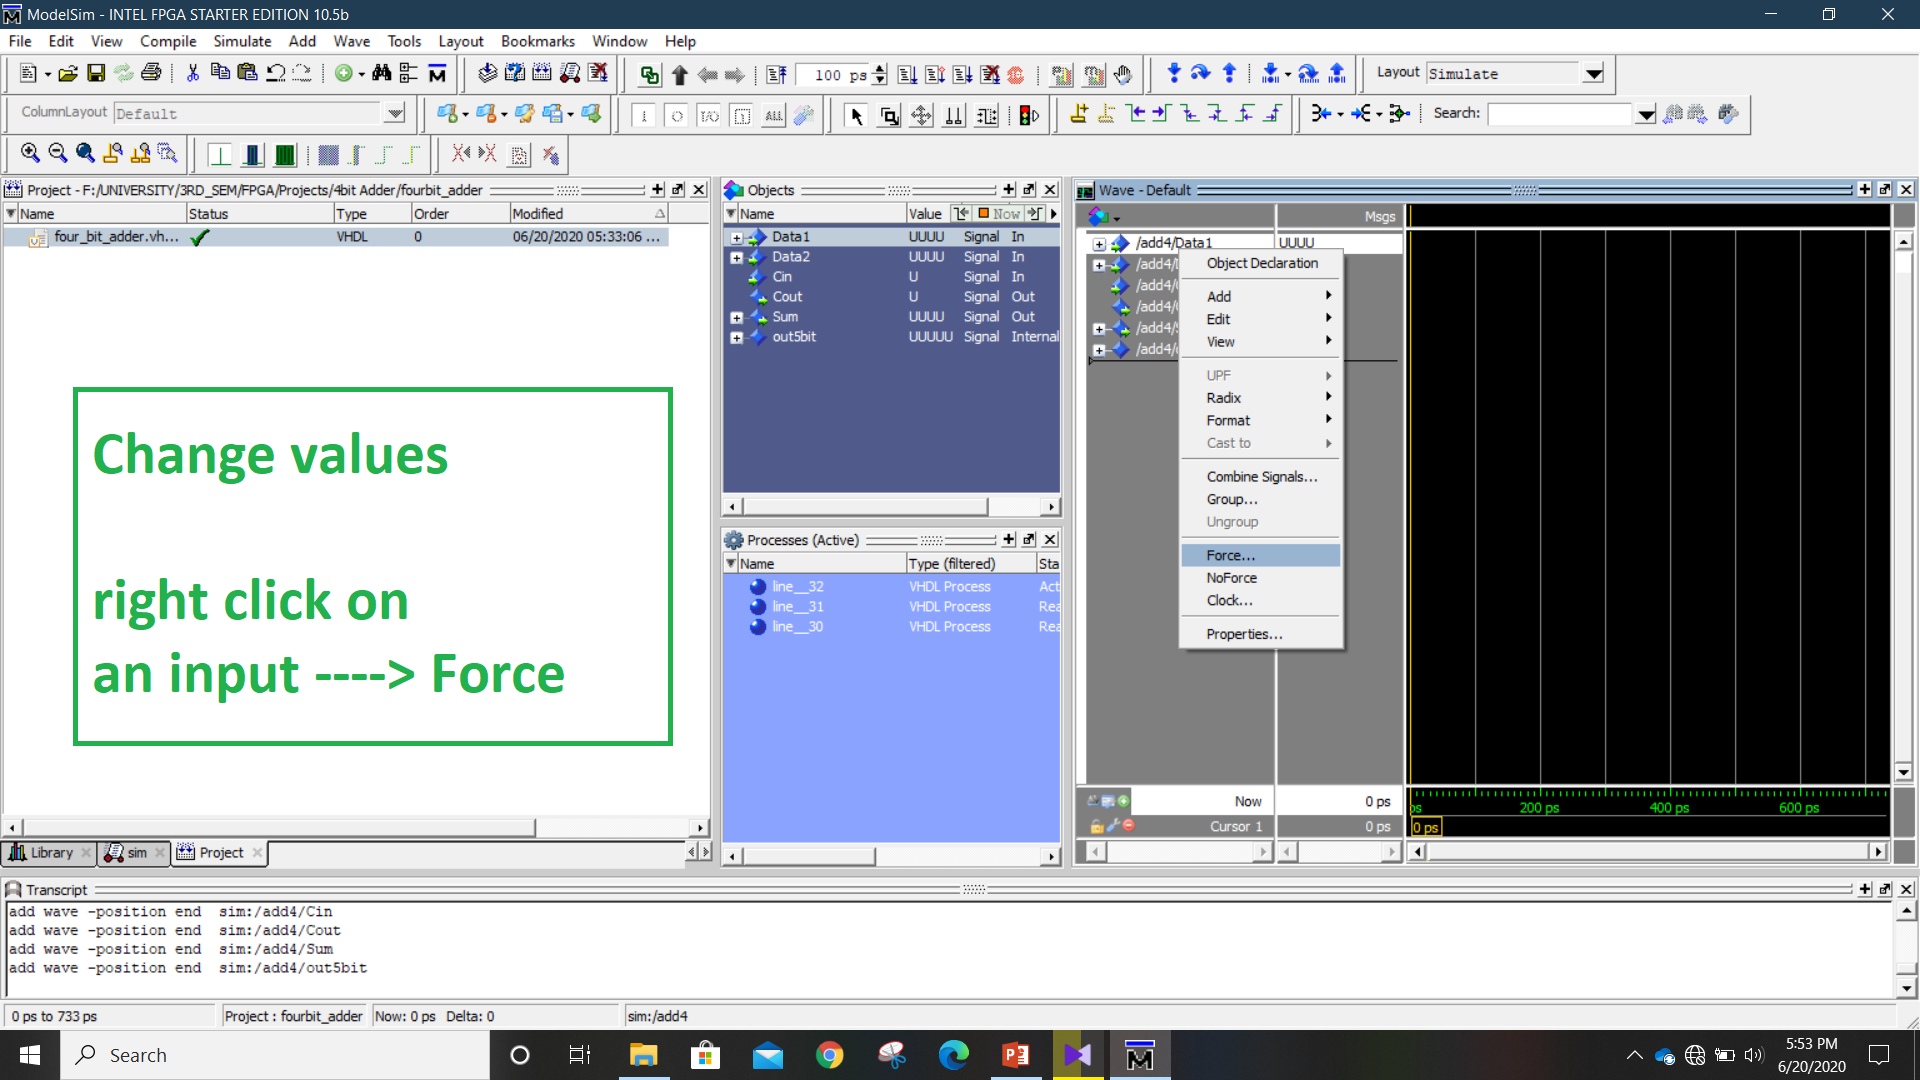 ModelSim - INTEL FPGA STARTER EDITION 10.5b
File Edit View Compile Simulate Add Wave Tools Layout Bookmarks Window Help
100 ps
Layout Simulate
ColumnLayout Default
Search:
Project - F:/UNIVERSITY/3RD_SEM/FPGA/Projects/4bit Adder/fourbit_adder
Name Status Type Order Modified
four_bit_adder.vh... VHDL 0 06/20/2020 05:33:06 ...
Change values
right click on
an input ----> Force
Library sim Project
Objects
Name Value Now
Data1 UUUU Signal In
Data2 UUUU Signal In
Cin U Signal In
Cout U Signal Out
Sum UUUU Signal Out
out5bit UUUUU Signal Internal
Processes (Active)
Name Type (filtered) Sta
line__32 VHDL Process Act
line__31 VHDL Process Rea
line__30 VHDL Process Rea
Wave - Default
Msgs
/add4/Data1 UUUU
/add4/
/add4/
/add4/
/add4/
/add4/
Object Declaration
Add
Edit
View
UPF
Radix
Format
Cast to
Combine Signals...
Group...
Ungroup
Force...
NoForce
Clock...
Properties...
Now 0 ps
Cursor 1 0 ps
ps 200 ps 400 ps 600 ps
0 ps
Transcript
add wave -position end sim:/add4/Cin
add wave -position end sim:/add4/Cout
add wave -position end sim:/add4/Sum
add wave -position end sim:/add4/out5bit
0 ps to 733 ps Project : fourbit_adder Now: 0 ps Delta: 0 sim:/add4
Search
5:53 PM
6/20/2020